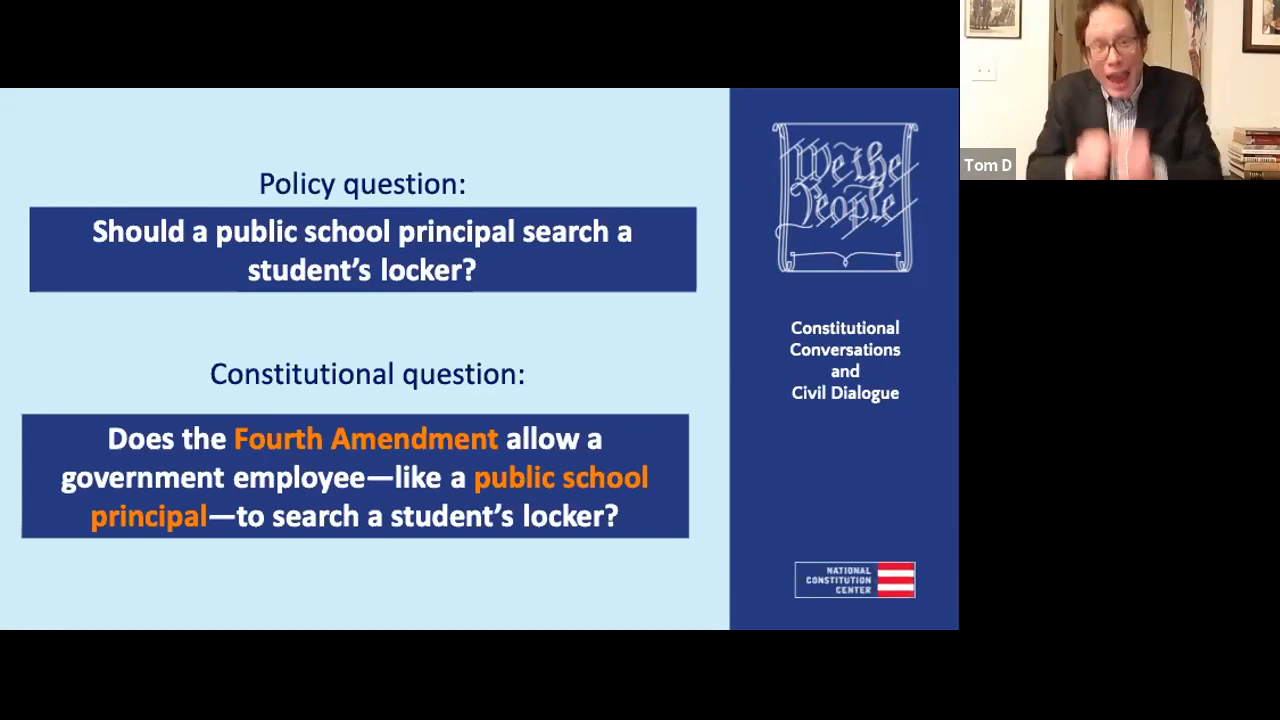 Policy question:
Should a public school principal search a
student’s locker?
Constitutional question:
Does the Fourth Amendment allow a
government employee—like a public school
principal—to search a student’s locker?
We the
People
Constitutional
Conversations
and
Civil Dialogue
NATIONAL
CONSTITUTION
CENTER
Tom D